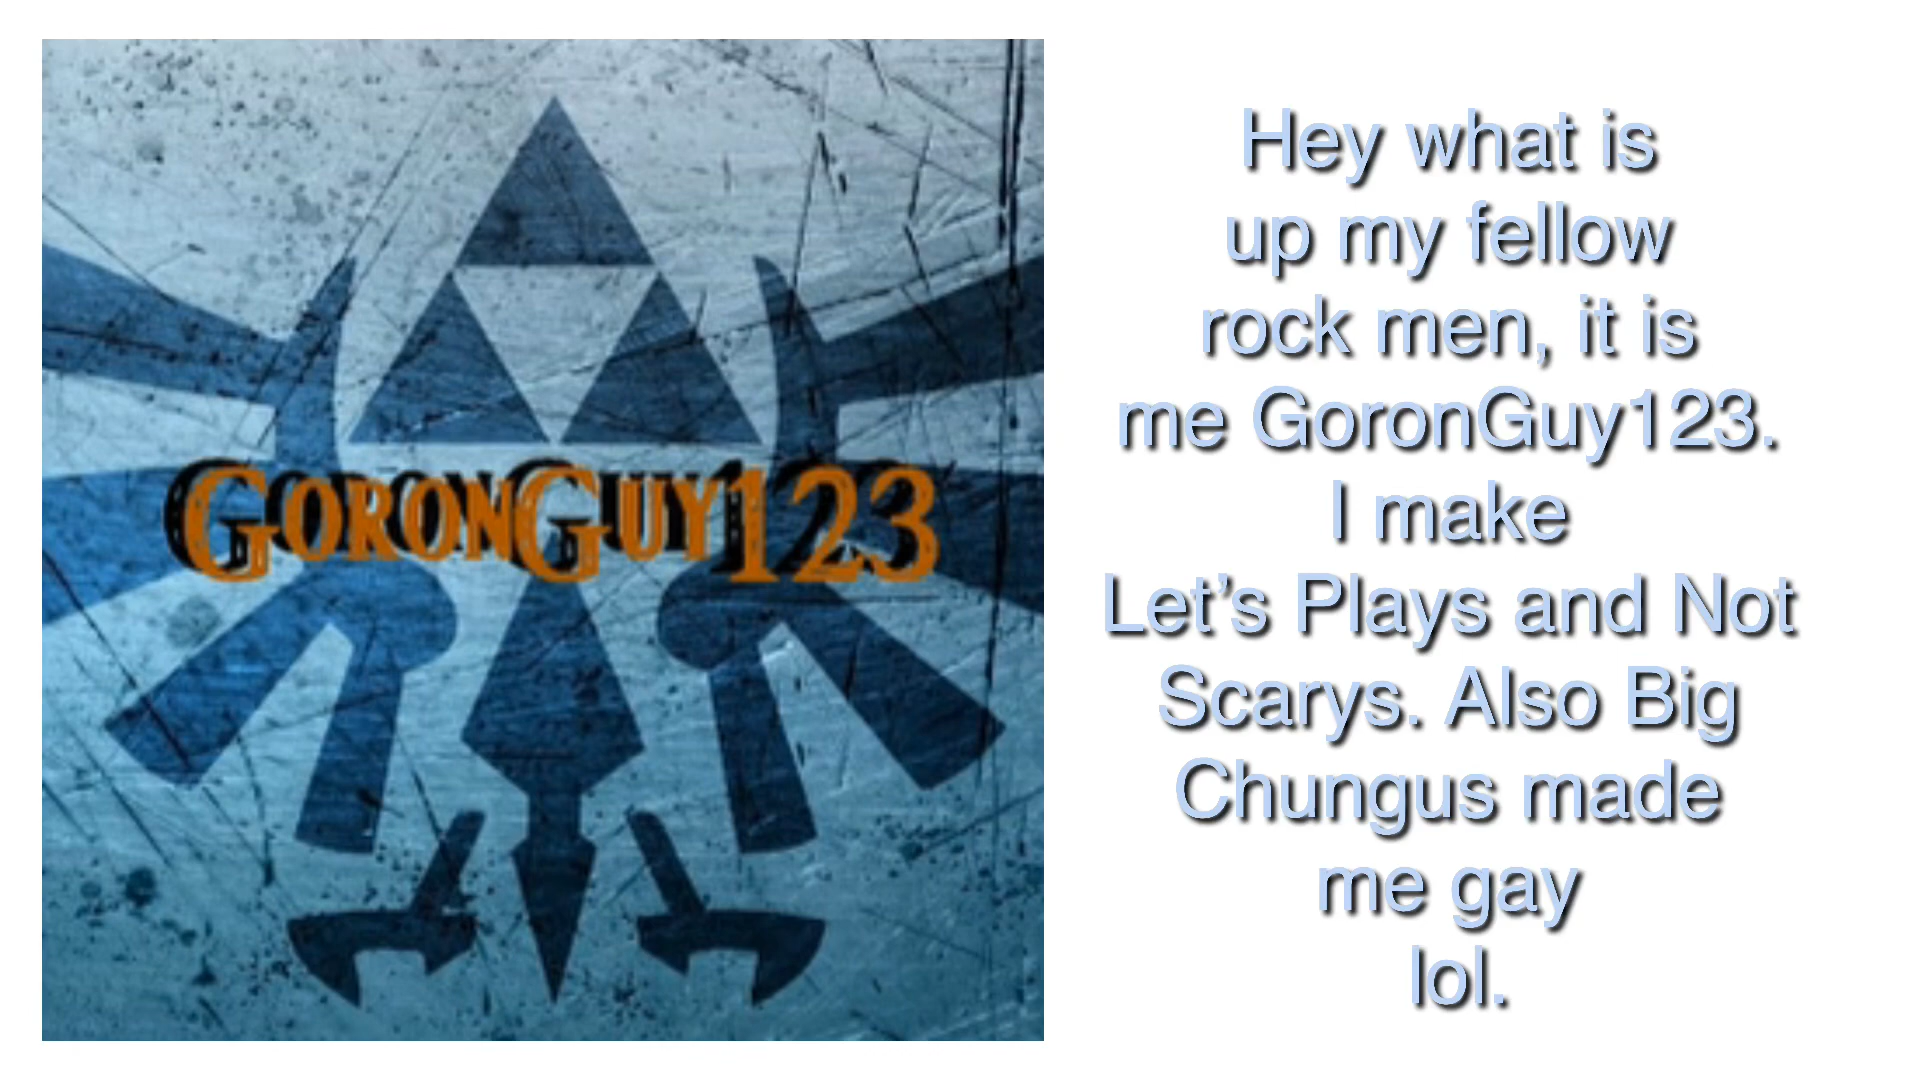 GORONGUY123
Hey what is
up my fellow
rock men, it is
me GoronGuy123.
I make
Let’s Plays and Not
Scarys. Also Big
Chungus made
me gay
lol.